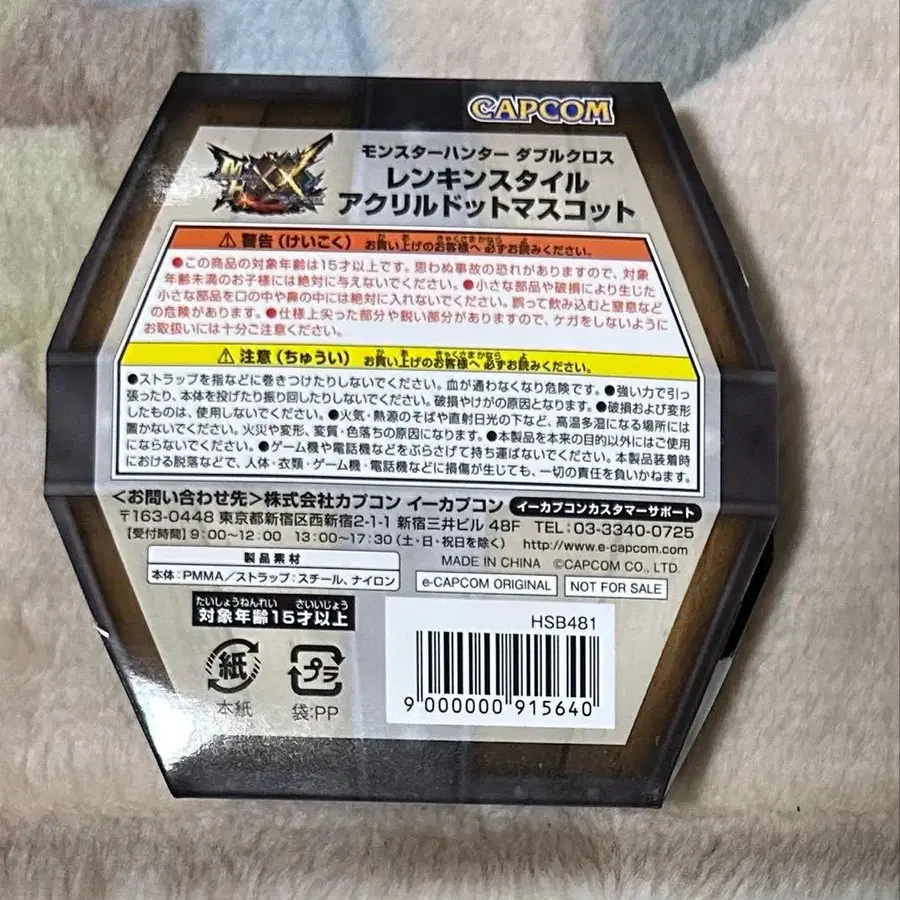 CAPCOM
MHXX
モンスターハンター ダブルクロス
レンキンスタイル
アクリルドットマスコット
⚠ 警告（けいこく） お買い上げのお客様へ 必ずお読みください。
●この商品の対象年齢は15才以上です。思わぬ事故の恐れがありますので、対象
年齢未満のお子様には絶対に与えないでください。●小さな部品や破損により生じた
小さな部品を口の中や鼻の中には絶対に入れないでください。誤って飲み込むと窒息など
の危険があります。●仕様上尖った部分や鋭い部分がありますので、ケガをしないように
お取扱いには十分ご注意ください。
⚠ 注意（ちゅうい） お買い上げのお客様へ 必ずお読みください。
●ストラップを指などに巻きつけたりしないでください。血が通わなくなり危険です。●強い力で引っ
張ったり、本体を投げたり振り回したりしないでください。破損やけがの原因となります。●破損および変形
したものは、使用しないでください。●火気・熱源のそばや直射日光の下など、高温多湿になる場所には
置かないでください。火災や変形、変質・色落ちの原因になります。●本製品を本来の目的以外にはご使用
にならないでください。●ゲーム機や電話機などをぶらさげて持ち運ばないでください。本製品装着時
における脱落などで、人体・衣類・ゲーム機・電話機などに損傷が生じても、一切の責任を負いかねます。
＜お問い合わせ先＞株式会社カプコン イーカプコン イーカプコンカスタマーサポート
〒163-0448 東京都新宿区西新宿2-1-1 新宿三井ビル 48F TEL：03-3340-0725
【受付時間】9：00〜12：00 13：00〜17：30（土・日・祝日を除く） http://www.e-capcom.com/
MADE IN CHINA ©CAPCOM CO., LTD.
製品素材
本体：PMMA／ストラップ：スチール、ナイロン
e-CAPCOM ORIGINAL
NOT FOR SALE
たいしょうねんれい さいいじょう
対象年齢15才以上
HSB481
紙
プラ
本紙
袋:PP
9 000000 915640